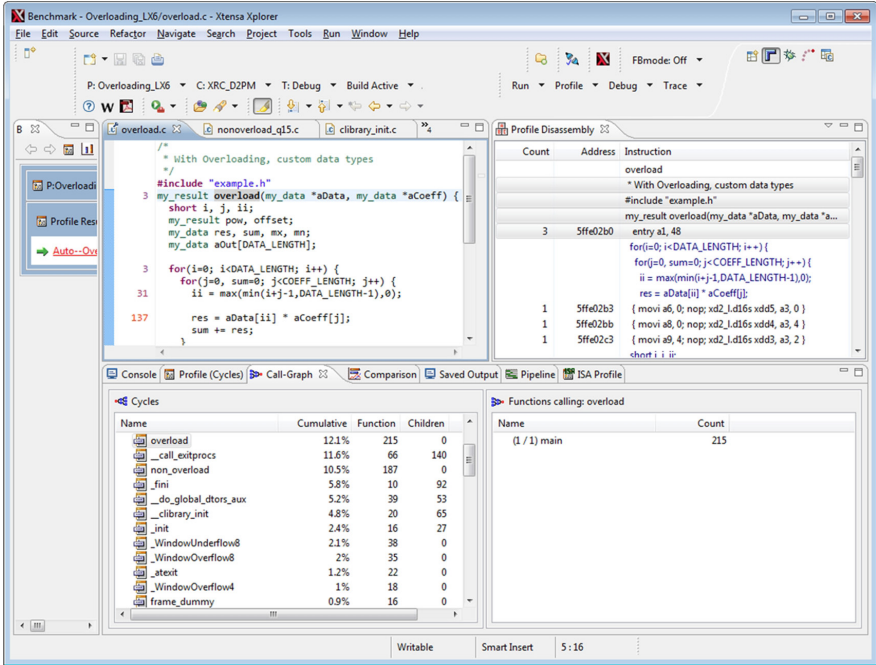 Benchmark - Overloading_LX6/overload.c - Xtensa Xplorer
File Edit Source Refactor Navigate Search Project Tools Run Window Help
FBmode: Off
P: Overloading_LX6 C: XRC_D2PM T: Debug Build Active
Run Profile Debug Trace
W
B
overload.c nonoverload_q15.c clibrary_init.c »4
Profile Disassembly
P:Overloadi
Profile Resu
Auto--Ove
/*
* With Overloading, custom data types
*/
#include "example.h"
3 my_result overload(my_data *aData, my_data *aCoeff) {
short i, j, ii;
my_result pow, offset;
my_data res, sum, mx, mn;
my_data aOut[DATA_LENGTH];
3 for(i=0; i<DATA_LENGTH; i++) {
for(j=0, sum=0; j<COEFF_LENGTH; j++) {
31 ii = max(min(i+j-1,DATA_LENGTH-1),0);
137 res = aData[ii] * aCoeff[j];
sum += res;
}
Count Address Instruction
overload
* With Overloading, custom data types
#include "example.h"
my_result overload(my_data *aData, my_data *a...
3 5ffe02b0 entry a1, 48
for(i=0; i<DATA_LENGTH; i++) {
for(j=0, sum=0; j<COEFF_LENGTH; j++) {
ii = max(min(i+j-1,DATA_LENGTH-1),0);
res = aData[ii] * aCoeff[j];
1 5ffe02b3 { movi a6, 0; nop; xd2_l.d16s xdd5, a3, 0 }
1 5ffe02bb { movi a8, 0; nop; xd2_l.d16s xdd4, a3, 4 }
1 5ffe02c3 { movi a9, 4; nop; xd2_l.d16s xdd3, a3, 2 }
short i, j, ii;
Console Profile (Cycles) Call-Graph Comparison Saved Output Pipeline ISA Profile
Cycles
Name Cumulative Function Children
overload 12.1% 215 0
__call_exitprocs 11.6% 66 140
non_overload 10.5% 187 0
_fini 5.8% 10 92
__do_global_dtors_aux 5.2% 39 53
__clibrary_init 4.8% 20 65
_init 2.4% 16 27
_WindowUnderflow8 2.1% 38 0
_WindowOverflow8 2% 35 0
_atexit 1.2% 22 0
_WindowOverflow4 1% 18 0
frame_dummy 0.9% 16 0
Functions calling: overload
Name Count
(1 / 1) main 215
Writable Smart Insert 5 : 16